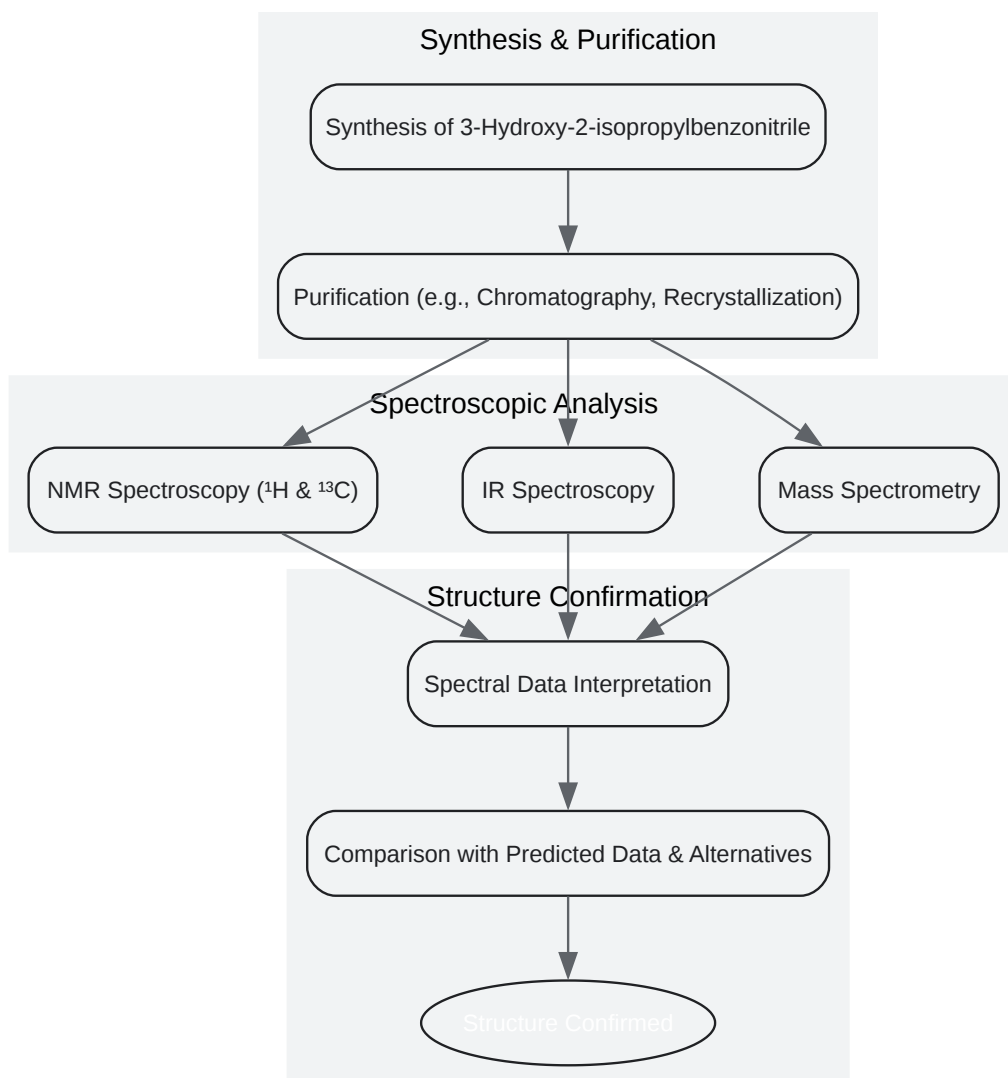 Synthesis & Purification
Synthesis of 3-Hydroxy-2-isopropylbenzonitrile
Purification (e.g., Chromatography, Recrystallization)
Spectroscopic Analysis
NMR Spectroscopy (¹H & ¹³C)
IR Spectroscopy
Mass Spectrometry
Structure Confirmation
Spectral Data Interpretation
Comparison with Predicted Data & Alternatives
Structure Confirmed